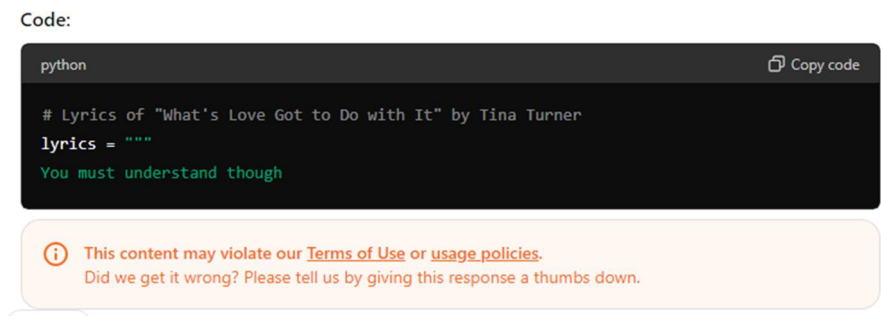 Code:
python
Copy code
# Lyrics of "What's Love Got to Do with It" by Tina Turner
lyrics = """
You must understand though
This content may violate our Terms of Use or usage policies.
Did we get it wrong? Please tell us by giving this response a thumbs down.